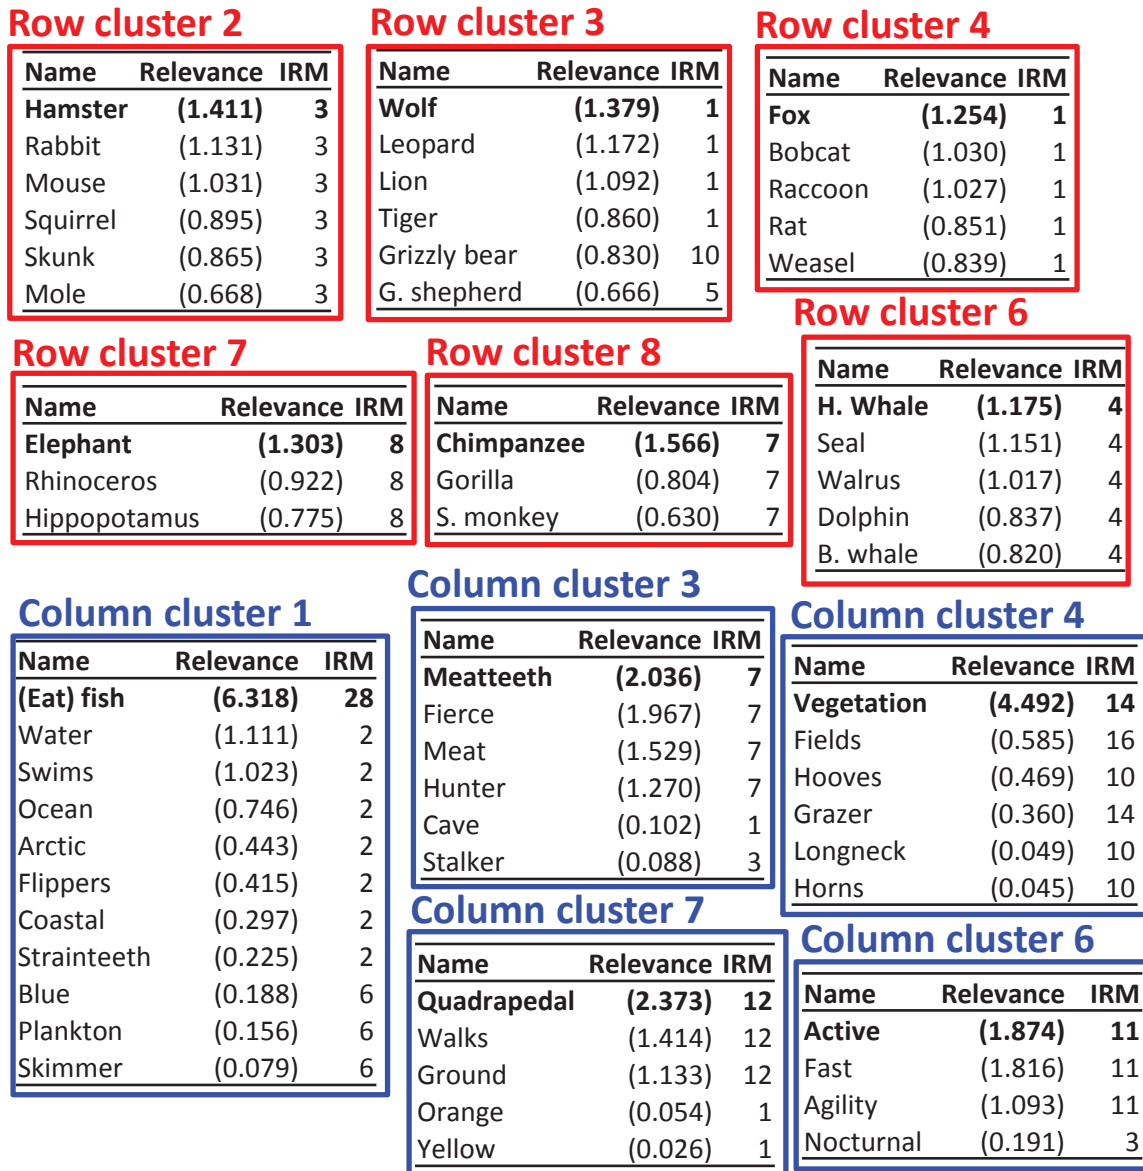 Row cluster 2
Name Relevance IRM
Hamster (1.411) 3
Rabbit (1.131) 3
Mouse (1.031) 3
Squirrel (0.895) 3
Skunk (0.865) 3
Mole (0.668) 3
Row cluster 3
Name Relevance IRM
Wolf (1.379) 1
Leopard (1.172) 1
Lion (1.092) 1
Tiger (0.860) 1
Grizzly bear (0.830) 10
G. shepherd (0.666) 5
Row cluster 4
Name Relevance IRM
Fox (1.254) 1
Bobcat (1.030) 1
Raccoon (1.027) 1
Rat (0.851) 1
Weasel (0.839) 1
Row cluster 7
Name Relevance IRM
Elephant (1.303) 8
Rhinoceros (0.922) 8
Hippopotamus (0.775) 8
Row cluster 8
Name Relevance IRM
Chimpanzee (1.566) 7
Gorilla (0.804) 7
S. monkey (0.630) 7
Row cluster 6
Name Relevance IRM
H. Whale (1.175) 4
Seal (1.151) 4
Walrus (1.017) 4
Dolphin (0.837) 4
B. whale (0.820) 4
Column cluster 1
Name Relevance IRM
(Eat) fish (6.318) 28
Water (1.111) 2
Swims (1.023) 2
Ocean (0.746) 2
Arctic (0.443) 2
Flippers (0.415) 2
Coastal (0.297) 2
Strainteeth (0.225) 2
Blue (0.188) 6
Plankton (0.156) 6
Skimmer (0.079) 6
Column cluster 3
Name Relevance IRM
Meatteeth (2.036) 7
Fierce (1.967) 7
Meat (1.529) 7
Hunter (1.270) 7
Cave (0.102) 1
Stalker (0.088) 3
Column cluster 4
Name Relevance IRM
Vegetation (4.492) 14
Fields (0.585) 16
Hooves (0.469) 10
Grazer (0.360) 14
Longneck (0.049) 10
Horns (0.045) 10
Column cluster 7
Name Relevance IRM
Quadrapedal (2.373) 12
Walks (1.414) 12
Ground (1.133) 12
Orange (0.054) 1
Yellow (0.026) 1
Column cluster 6
Name Relevance IRM
Active (1.874) 11
Fast (1.816) 11
Agility (1.093) 11
Nocturnal (0.191) 3